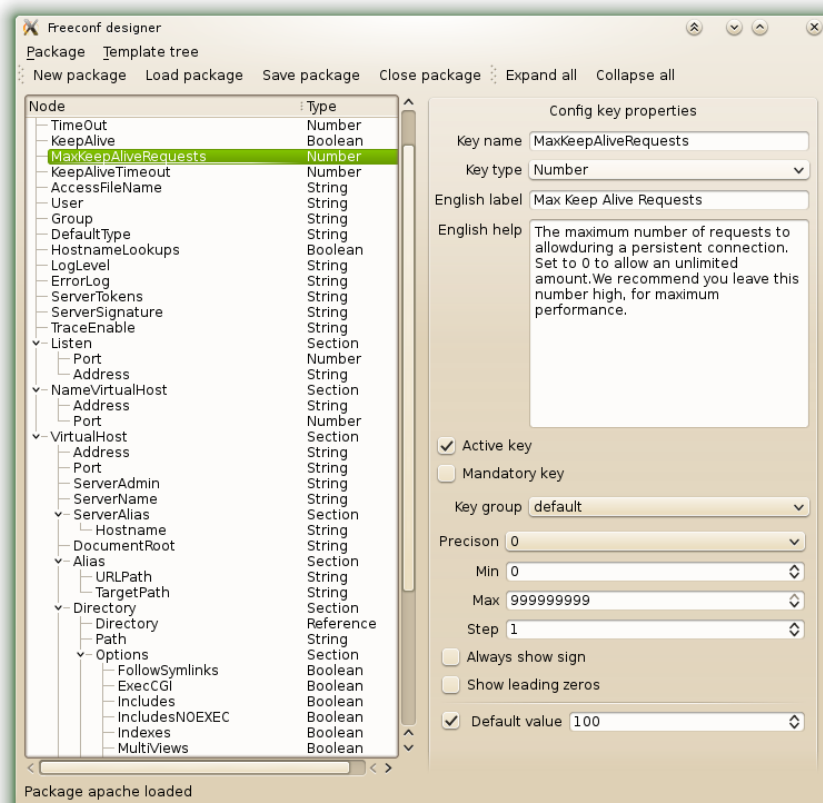 Freeconf designer
Package Template tree
New package Load package Save package Close package Expand all Collapse all
Node Type
TimeOut Number
KeepAlive Boolean
MaxKeepAliveRequests Number
KeepAliveTimeout Number
AccessFileName String
User String
Group String
DefaultType String
HostnameLookups Boolean
LogLevel String
ErrorLog String
ServerTokens String
ServerSignature String
TraceEnable String
Listen Section
Port Number
Address String
NameVirtualHost Section
Address String
Port Number
VirtualHost Section
Address String
Port String
ServerAdmin String
ServerName String
ServerAlias Section
Hostname String
DocumentRoot String
Alias Section
URLPath String
TargetPath String
Directory Section
Directory Reference
Path String
Options Section
FollowSymlinks Boolean
ExecCGI Boolean
Includes Boolean
IncludesNOEXEC Boolean
Indexes Boolean
MultiViews Boolean
Config key properties
Key name MaxKeepAliveRequests
Key type Number
English label Max Keep Alive Requests
English help The maximum number of requests to
allowduring a persistent connection.
Set to 0 to allow an unlimited
amount.We recommend you leave this
number high, for maximum
performance.
Active key
Mandatory key
Key group default
Precison 0
Min 0
Max 999999999
Step 1
Always show sign
Show leading zeros
Default value 100
Package apache loaded